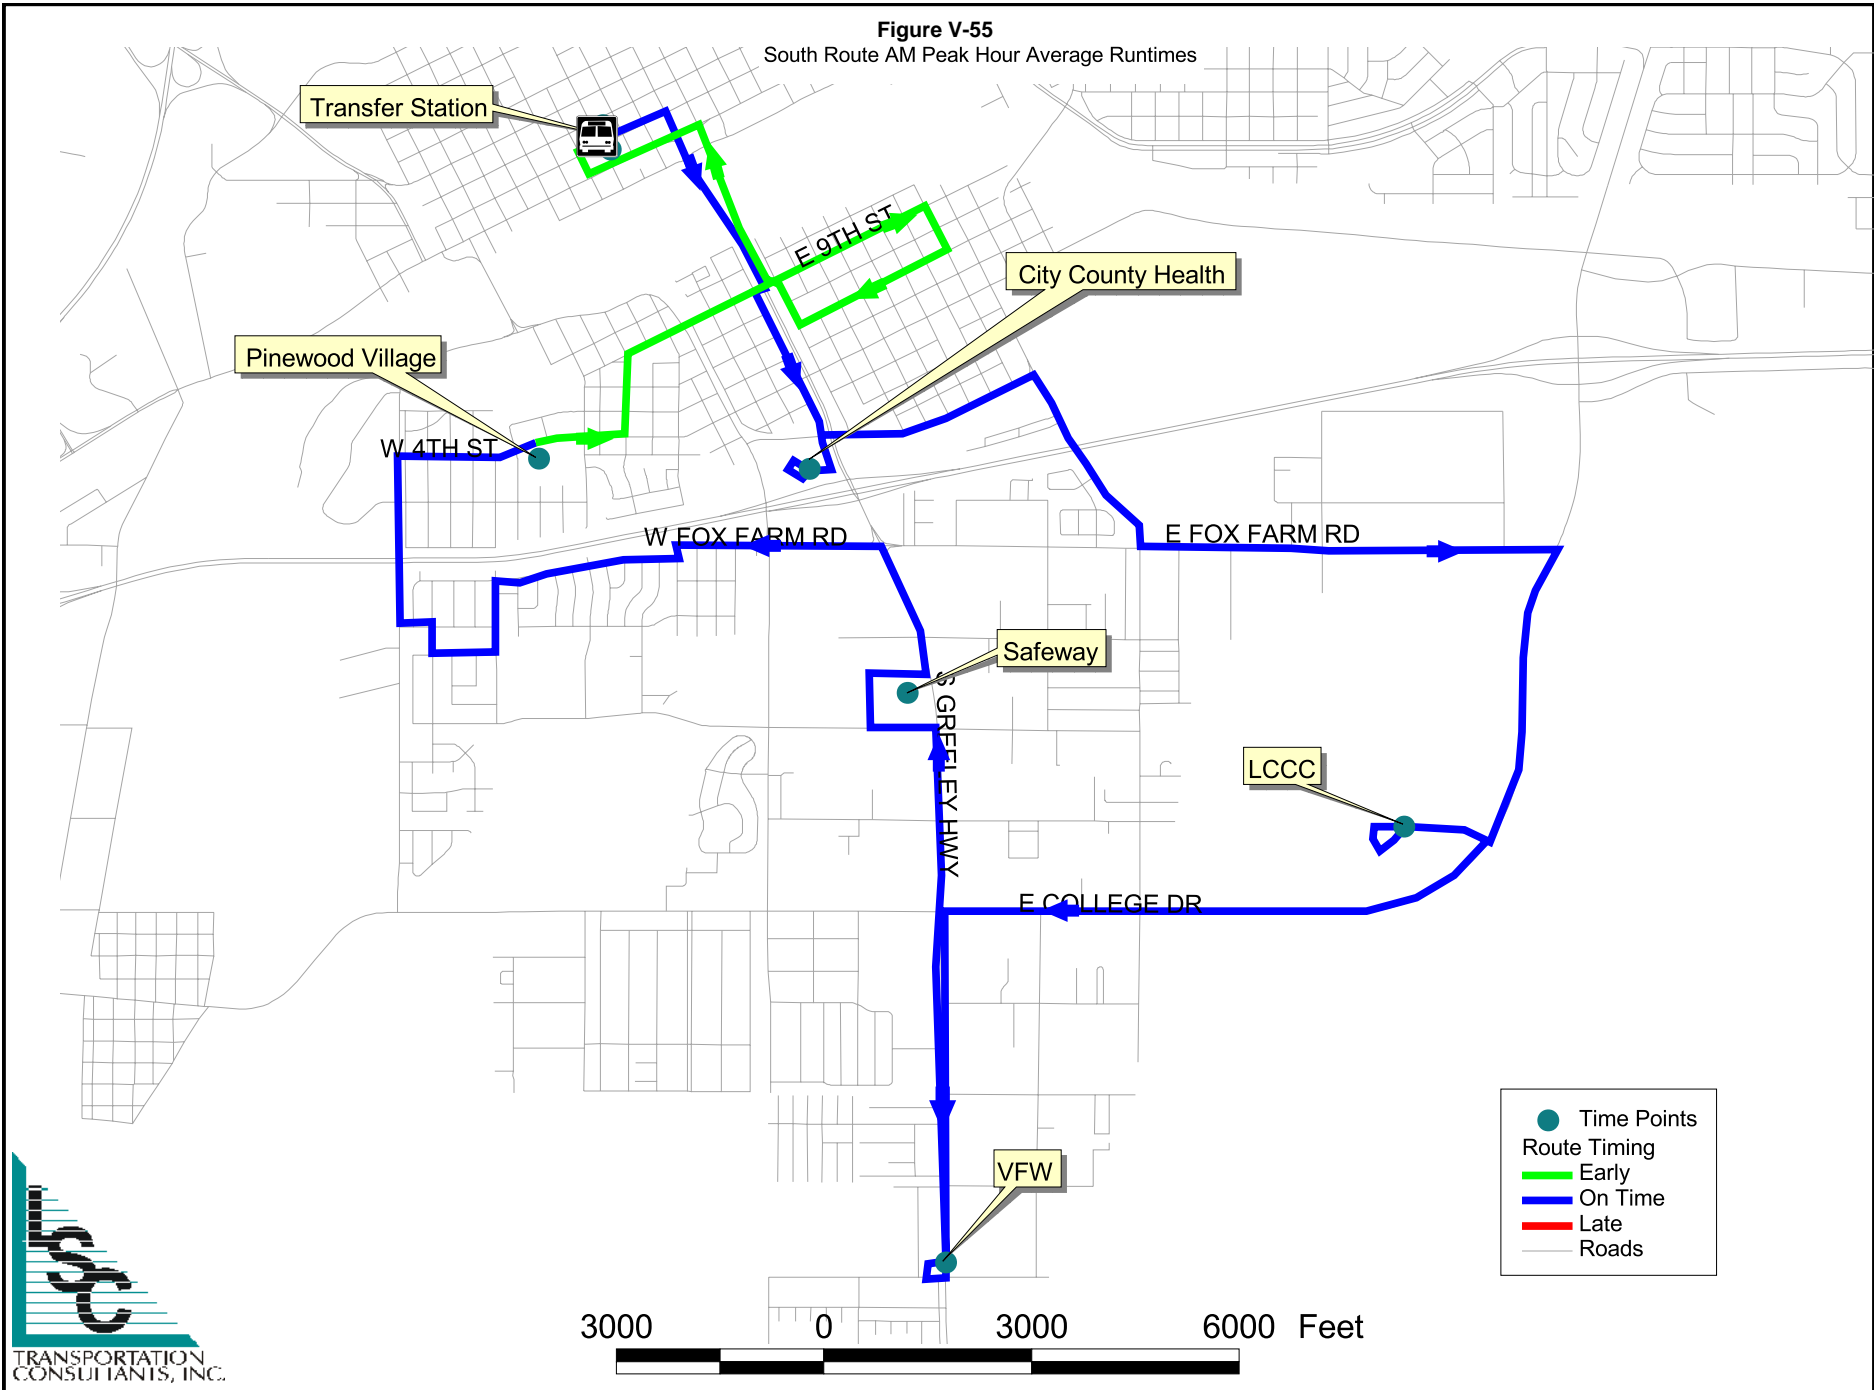 Figure V-55
South Route AM Peak Hour Average Runtimes
Transfer Station
E 9TH ST
City County Health
Pinewood Village
W 4TH ST
W FOX FARM RD
E FOX FARM RD
Safeway
S GREELEY HWY
LCCC
E COLLEGE DR
VFW
Time Points
Route Timing
Early
On Time
Late
Roads
3000 0 3000 6000 Feet
LSC
TRANSPORTATION
CONSULTANTS, INC.